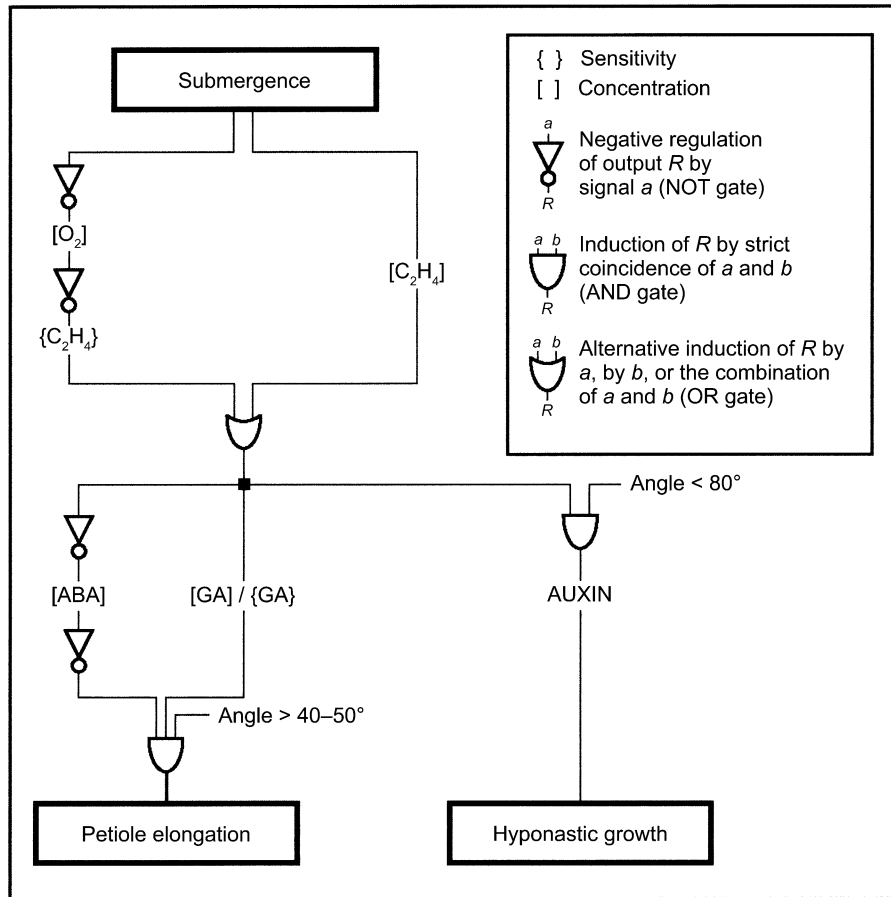 Submergence
[O₂]
{C₂H₄}
[C₂H₄]
[ABA]
[GA] / {GA}
Angle > 40–50°
Petiole elongation
Angle < 80°
AUXIN
Hyponastic growth
{ } Sensitivity
[ ] Concentration
a
R
Negative regulation
of output R by
signal a (NOT gate)
a b
R
Induction of R by strict
coincidence of a and b
(AND gate)
a b
R
Alternative induction of R by
a, by b, or the combination
of a and b (OR gate)